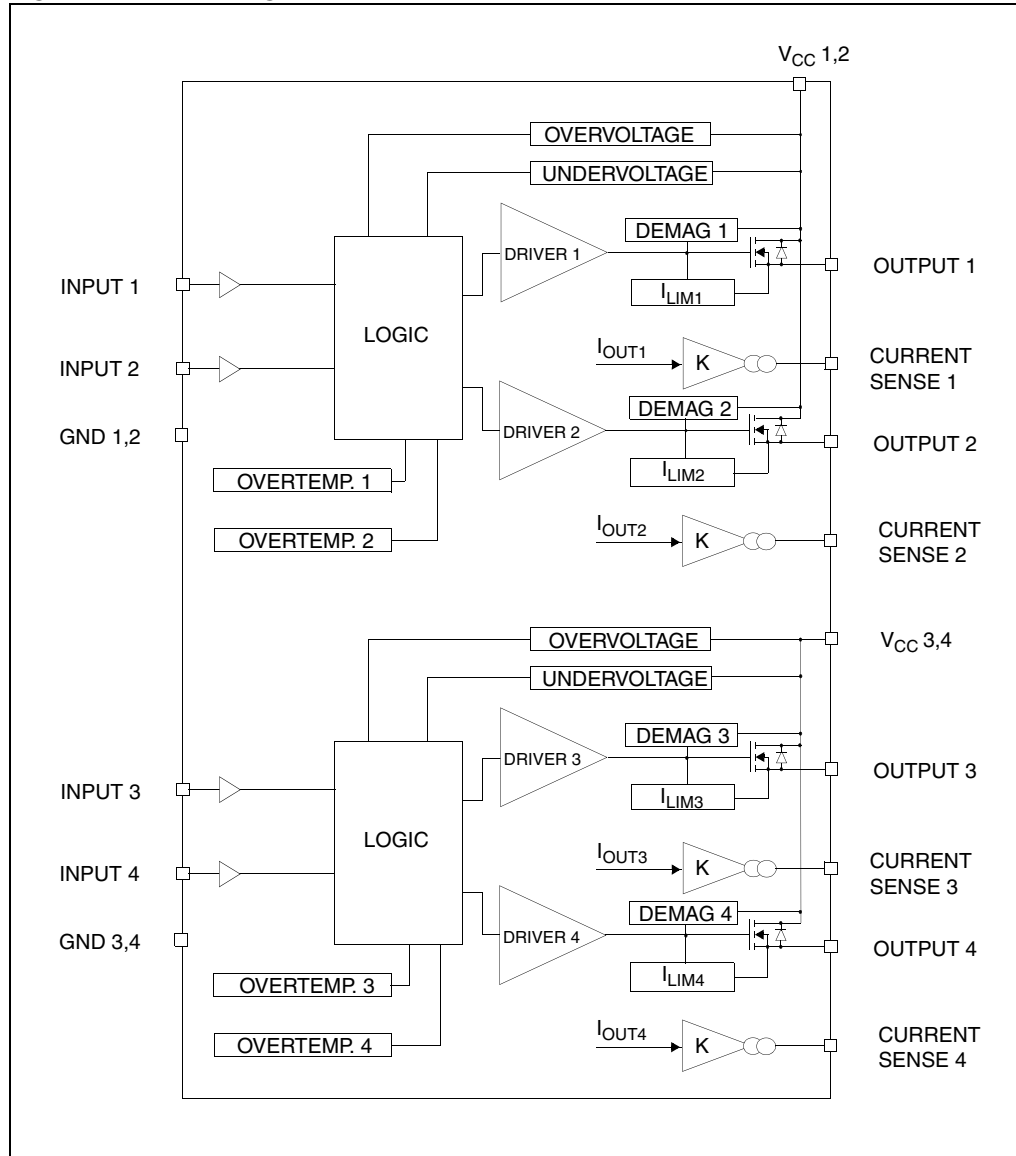 V_CC 1,2
OVERVOLTAGE
UNDERVOLTAGE
DEMAG 1
DRIVER 1
OUTPUT 1
INPUT 1
I_LIM1
LOGIC
I_OUT1
K
CURRENT
SENSE 1
INPUT 2
DEMAG 2
GND 1,2
DRIVER 2
OUTPUT 2
I_LIM2
OVERTEMP. 1
OVERTEMP. 2
I_OUT2
K
CURRENT
SENSE 2
OVERVOLTAGE
V_CC 3,4
UNDERVOLTAGE
DEMAG 3
DRIVER 3
OUTPUT 3
INPUT 3
I_LIM3
LOGIC
I_OUT3
K
CURRENT
SENSE 3
INPUT 4
DEMAG 4
GND 3,4
DRIVER 4
OUTPUT 4
I_LIM4
OVERTEMP. 3
OVERTEMP. 4
I_OUT4
K
CURRENT
SENSE 4